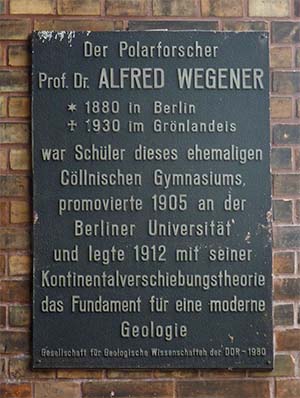 Der Polarforscher
Prof. Dr. ALFRED WEGENER
✶ 1880 in Berlin
✝ 1930 im Grönlandeis
war Schüler dieses ehemaligen
Cöllnischen Gymnasiums,
promovierte 1905 an der
Berliner Universität
und legte 1912 mit seiner
Kontinentalverschiebungstheorie
das Fundament für eine moderne
Geologie
Gesellschaft für Geologische Wissenschaften der DDR - 1980